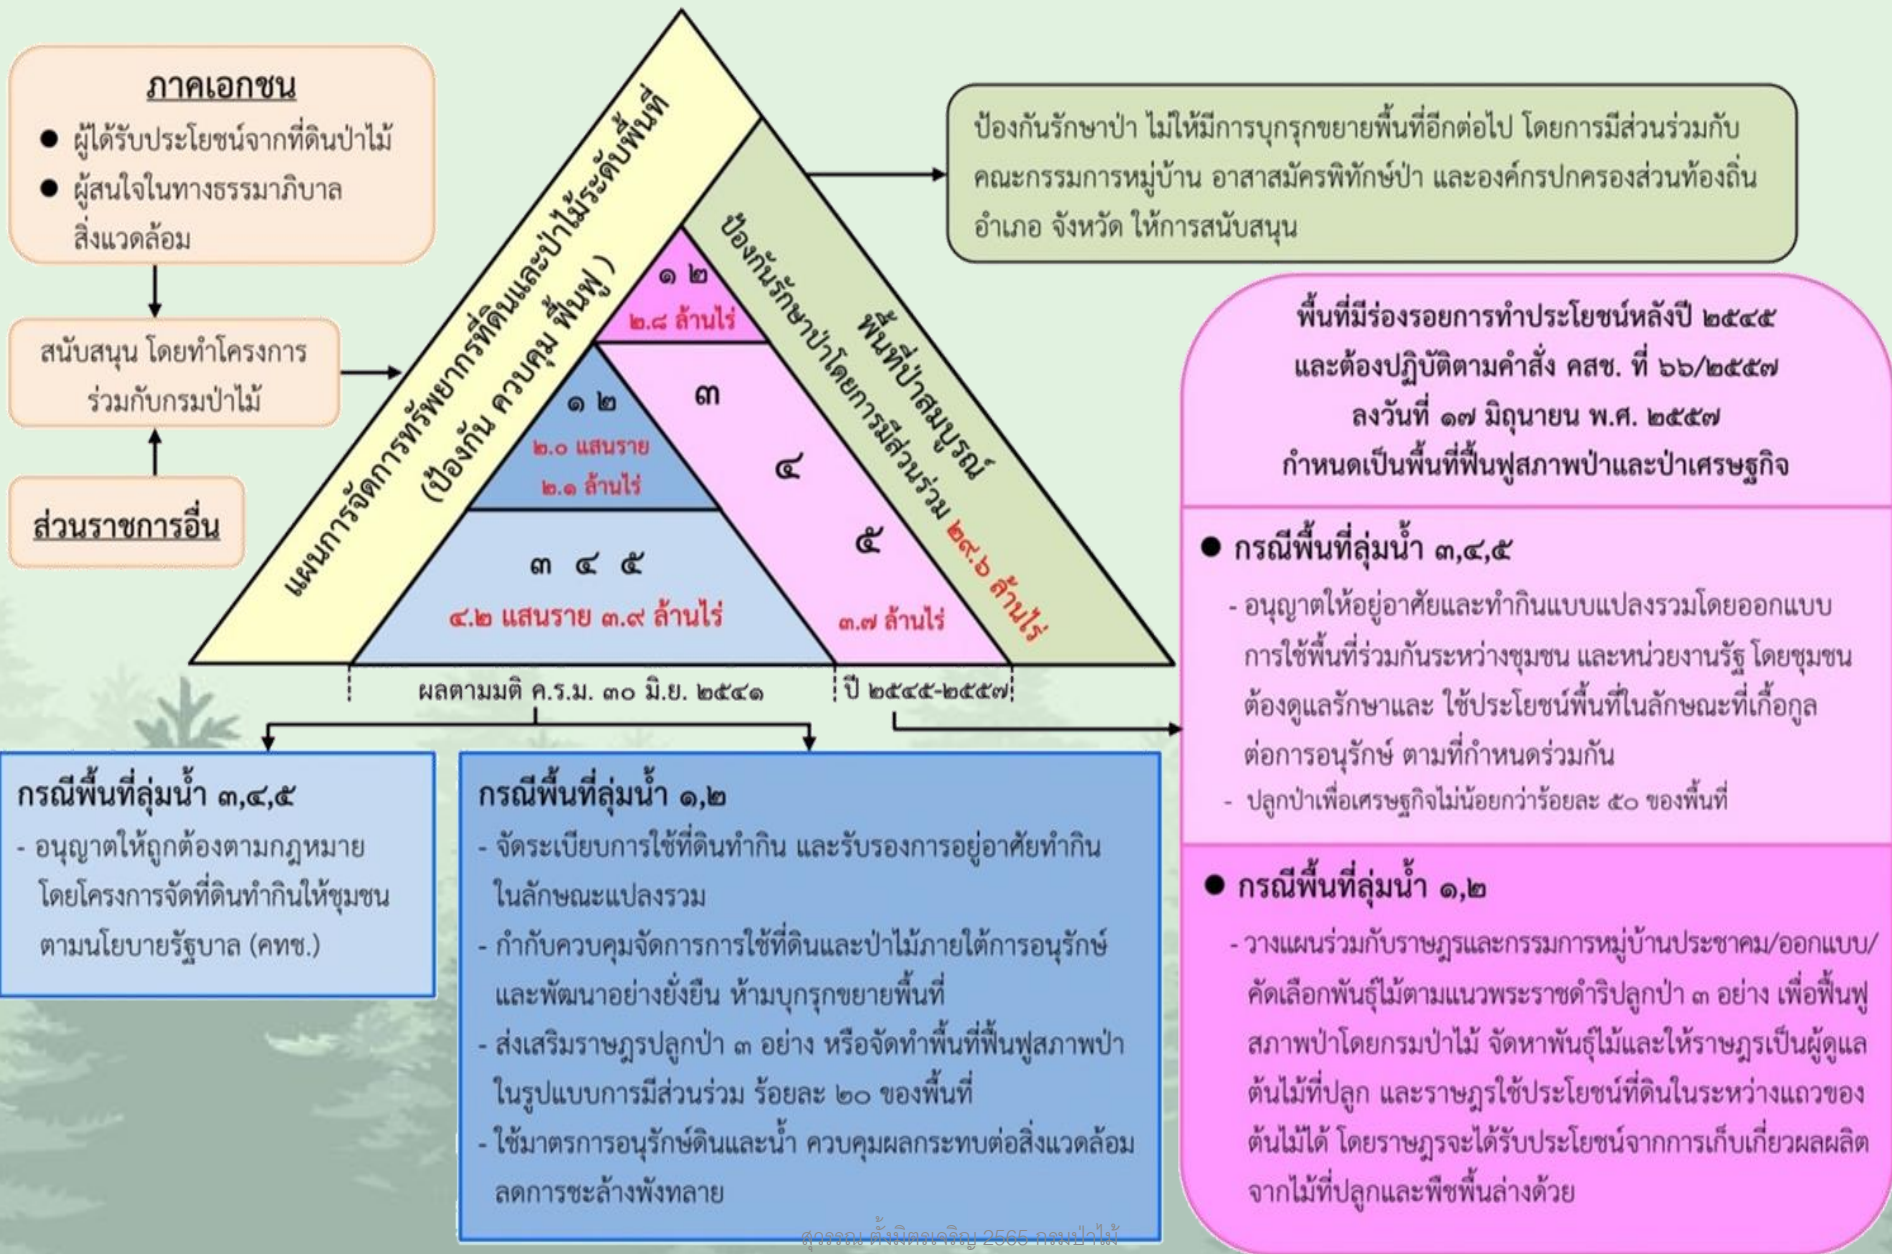 ภาคเอกชน
● ผู้ได้รับประโยชน์จากที่ดินป่าไม้
● ผู้สนใจในทางธรรมาภิบาล
สิ่งแวดล้อม
สนับสนุน โดยทำโครงการ
ร่วมกับกรมป่าไม้
ส่วนราชการอื่น
แผนการจัดการทรัพยากรที่ดินและป่าไม้ระดับพื้นที่
(ป้องกัน ควบคุม ฟื้นฟู )
๑ ๒
๒.๘ ล้านไร่
๑ ๒
๒.๐ แสนราย
๒.๑ ล้านไร่
๓ ๔ ๕
๔.๒ แสนราย ๓.๙ ล้านไร่
๓
๔
๕
๓.๗ ล้านไร่
พื้นที่ป่าสมบูรณ์
ป้องกันรักษาป่าโดยการมีส่วนร่วม ๒๙.๖ ล้านไร่
ผลตามมติ ค.ร.ม. ๓๐ มิ.ย. ๒๕๔๑
ปี ๒๕๔๕-๒๕๕๗
ป้องกันรักษาป่า ไม่ให้มีการบุกรุกขยายพื้นที่อีกต่อไป โดยการมีส่วนร่วมกับ
คณะกรรมการหมู่บ้าน อาสาสมัครพิทักษ์ป่า และองค์กรปกครองส่วนท้องถิ่น
อำเภอ จังหวัด ให้การสนับสนุน
พื้นที่มีร่องรอยการทำประโยชน์หลังปี ๒๕๔๕
และต้องปฏิบัติตามคำสั่ง คสช. ที่ ๖๖/๒๕๕๗
ลงวันที่ ๑๗ มิถุนายน พ.ศ. ๒๕๕๗
กำหนดเป็นพื้นที่ฟื้นฟูสภาพป่าและป่าเศรษฐกิจ
● กรณีพื้นที่ลุ่มน้ำ ๓,๔,๕
- อนุญาตให้อยู่อาศัยและทำกินแบบแปลงรวมโดยออกแบบ
การใช้พื้นที่ร่วมกันระหว่างชุมชน และหน่วยงานรัฐ โดยชุมชน
ต้องดูแลรักษาและ ใช้ประโยชน์พื้นที่ในลักษณะที่เกื้อกูล
ต่อการอนุรักษ์ ตามที่กำหนดร่วมกัน
- ปลูกป่าเพื่อเศรษฐกิจไม่น้อยกว่าร้อยละ ๕๐ ของพื้นที่
● กรณีพื้นที่ลุ่มน้ำ ๑,๒
- วางแผนร่วมกับราษฎรและกรรมการหมู่บ้านประชาคม/ออกแบบ/
คัดเลือกพันธุ์ไม้ตามแนวพระราชดำริปลูกป่า ๓ อย่าง เพื่อฟื้นฟู
สภาพป่าโดยกรมป่าไม้ จัดหาพันธุ์ไม้และให้ราษฎรเป็นผู้ดูแล
ต้นไม้ที่ปลูก และราษฎรใช้ประโยชน์ที่ดินในระหว่างแถวของ
ต้นไม้ได้ โดยราษฎรจะได้รับประโยชน์จากการเก็บเกี่ยวผลผลิต
จากไม้ที่ปลูกและพืชพื้นล่างด้วย
กรณีพื้นที่ลุ่มน้ำ ๓,๔,๕
- อนุญาตให้ถูกต้องตามกฎหมาย
โดยโครงการจัดที่ดินทำกินให้ชุมชน
ตามนโยบายรัฐบาล (คทช.)
กรณีพื้นที่ลุ่มน้ำ ๑,๒
- จัดระเบียบการใช้ที่ดินทำกิน และรับรองการอยู่อาศัยทำกิน
ในลักษณะแปลงรวม
- กำกับควบคุมจัดการการใช้ที่ดินและป่าไม้ภายใต้การอนุรักษ์
และพัฒนาอย่างยั่งยืน ห้ามบุกรุกขยายพื้นที่
- ส่งเสริมราษฎรปลูกป่า ๓ อย่าง หรือจัดทำพื้นที่ฟื้นฟูสภาพป่า
ในรูปแบบการมีส่วนร่วม ร้อยละ ๒๐ ของพื้นที่
- ใช้มาตรการอนุรักษ์ดินและน้ำ ควบคุมผลกระทบต่อสิ่งแวดล้อม
ลดการชะล้างพังทลาย
สุวรรณ ตั้งมิตรเจริญ 2565 กรมป่าไม้